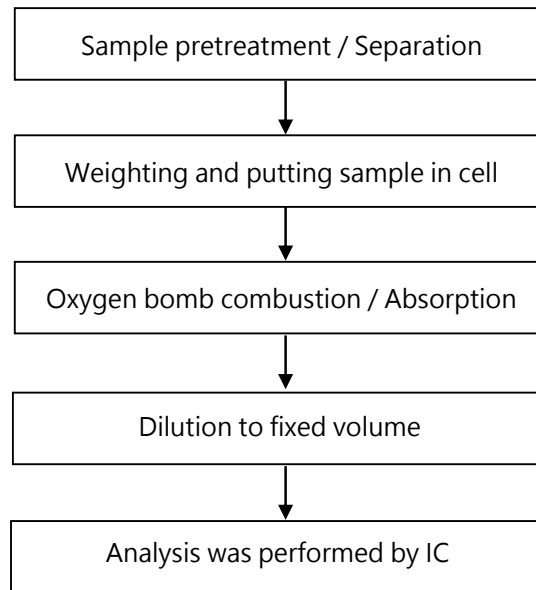 Sample pretreatment / Separation
Weighting and putting sample in cell
Oxygen bomb combustion / Absorption
Dilution to fixed volume
Analysis was performed by IC